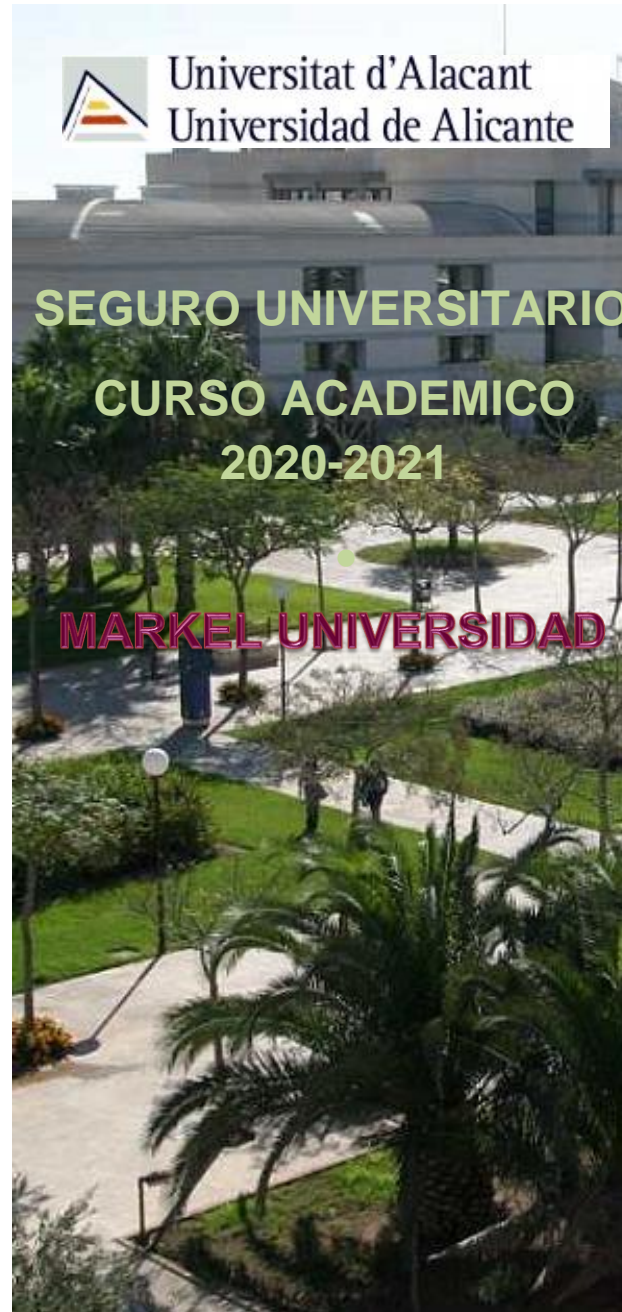 Universitat d'Alacant
Universidad de Alicante
SEGURO UNIVERSITARIO
CURSO ACADEMICO
2020-2021
MARKEL UNIVERSIDAD